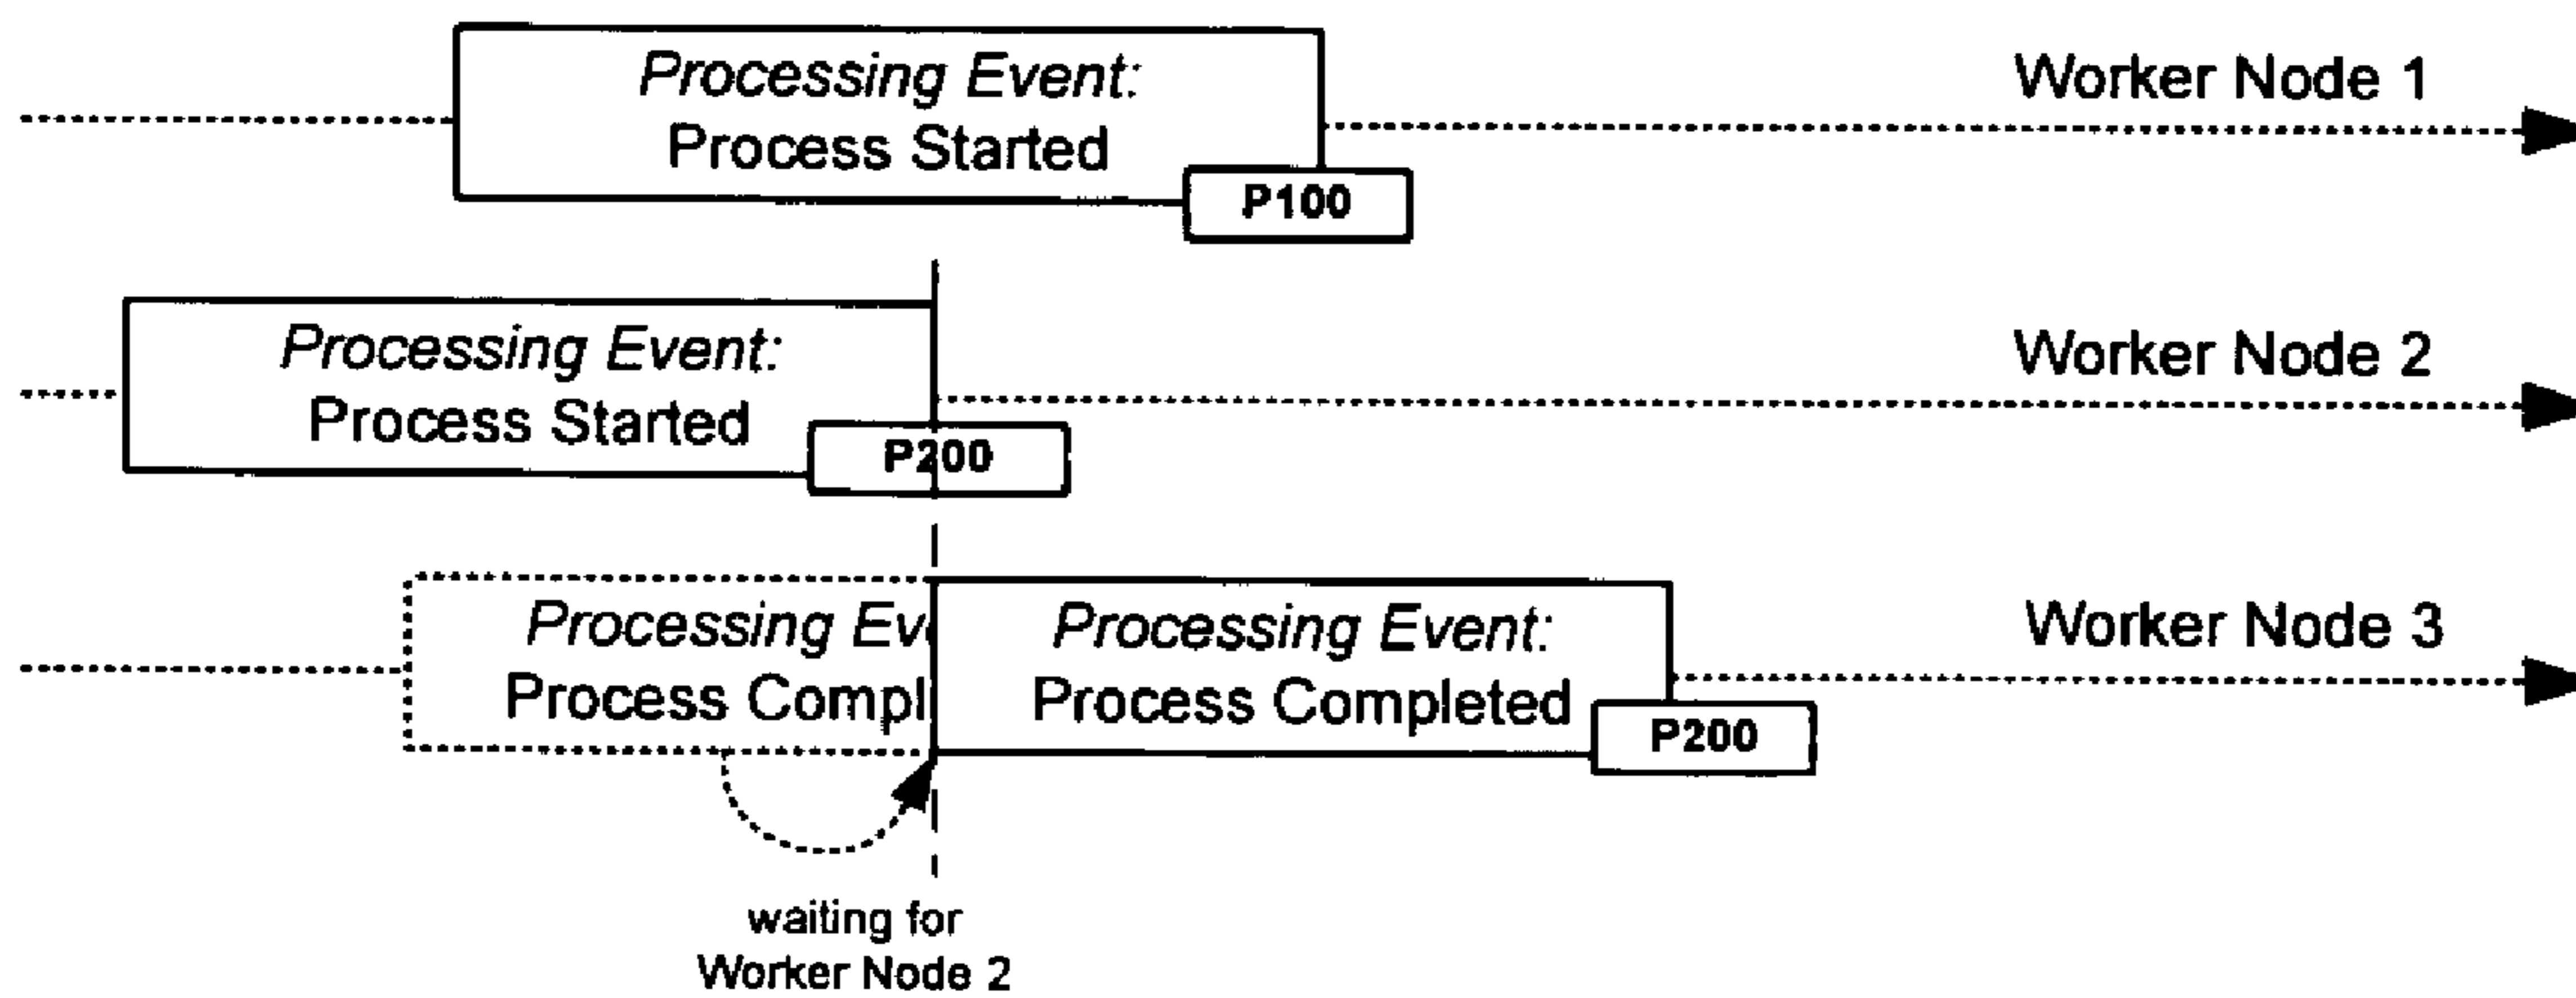 Processing Event:
Process Started
P100
Worker Node 1
Processing Event:
Process Started
P200
Worker Node 2
Processing Ev
Process Compl
Processing Event:
Process Completed
P200
Worker Node 3
waiting for
Worker Node 2